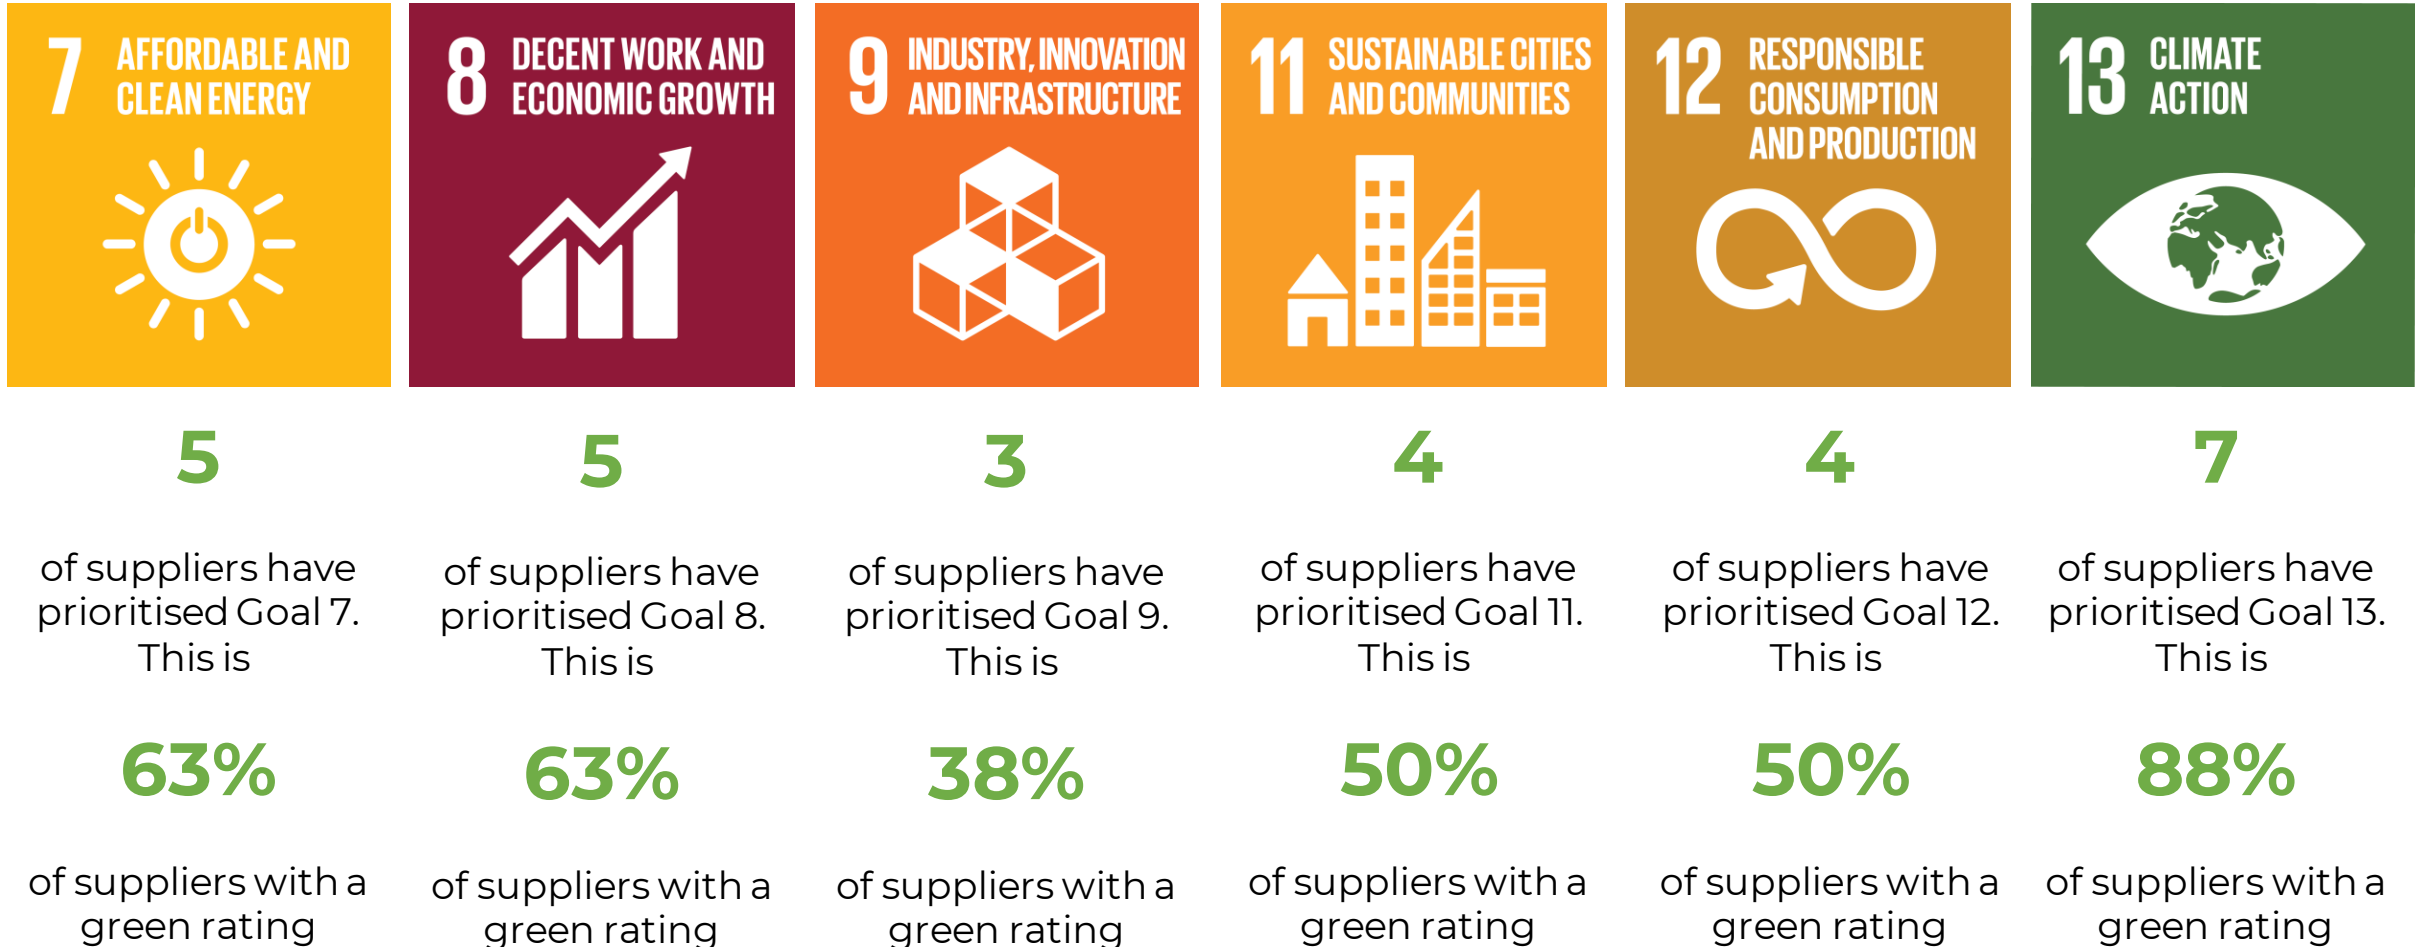 7 AFFORDABLE AND
CLEAN ENERGY
5
of suppliers have
prioritised Goal 7.
This is
63%
of suppliers with a
green rating
8 DECENT WORK AND
ECONOMIC GROWTH
5
of suppliers have
prioritised Goal 8.
This is
63%
of suppliers with a
green rating
9 INDUSTRY, INNOVATION
AND INFRASTRUCTURE
3
of suppliers have
prioritised Goal 9.
This is
38%
of suppliers with a
green rating
11 SUSTAINABLE CITIES
AND COMMUNITIES
4
of suppliers have
prioritised Goal 11.
This is
50%
of suppliers with a
green rating
12 RESPONSIBLE
CONSUMPTION
AND PRODUCTION
4
of suppliers have
prioritised Goal 12.
This is
50%
of suppliers with a
green rating
13 CLIMATE
ACTION
7
of suppliers have
prioritised Goal 13.
This is
88%
of suppliers with a
green rating